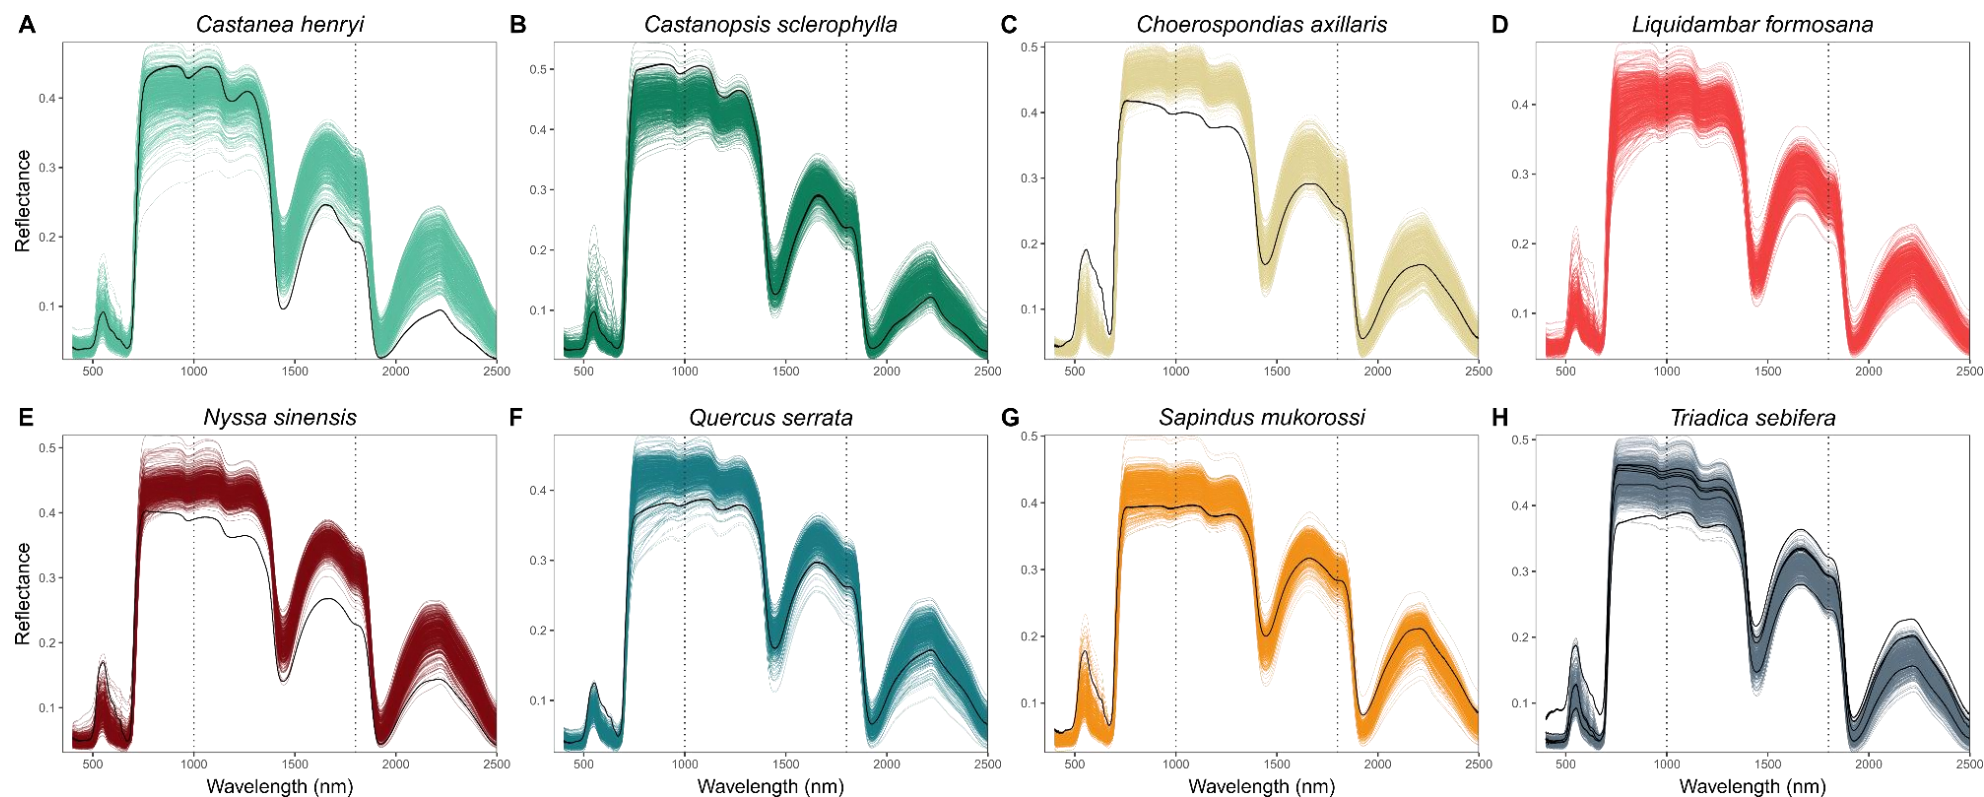 A Castanea henryi
B Castanopsis sclerophylla
C Choerospondias axillaris
D Liquidambar formosana
Reflectance
0.4
0.3
0.2
0.1
500 1000 1500 2000 2500
0.5
0.4
0.3
0.2
0.1
500 1000 1500 2000 2500
0.5
0.4
0.3
0.2
0.1
500 1000 1500 2000 2500
0.4
0.3
0.2
0.1
500 1000 1500 2000 2500
E Nyssa sinensis
F Quercus serrata
G Sapindus mukorossi
H Triadica sebifera
Reflectance
0.5
0.4
0.3
0.2
0.1
500 1000 1500 2000 2500
Wavelength (nm)
0.4
0.3
0.2
0.1
500 1000 1500 2000 2500
Wavelength (nm)
0.5
0.4
0.3
0.2
0.1
500 1000 1500 2000 2500
Wavelength (nm)
0.5
0.4
0.3
0.2
0.1
500 1000 1500 2000 2500
Wavelength (nm)